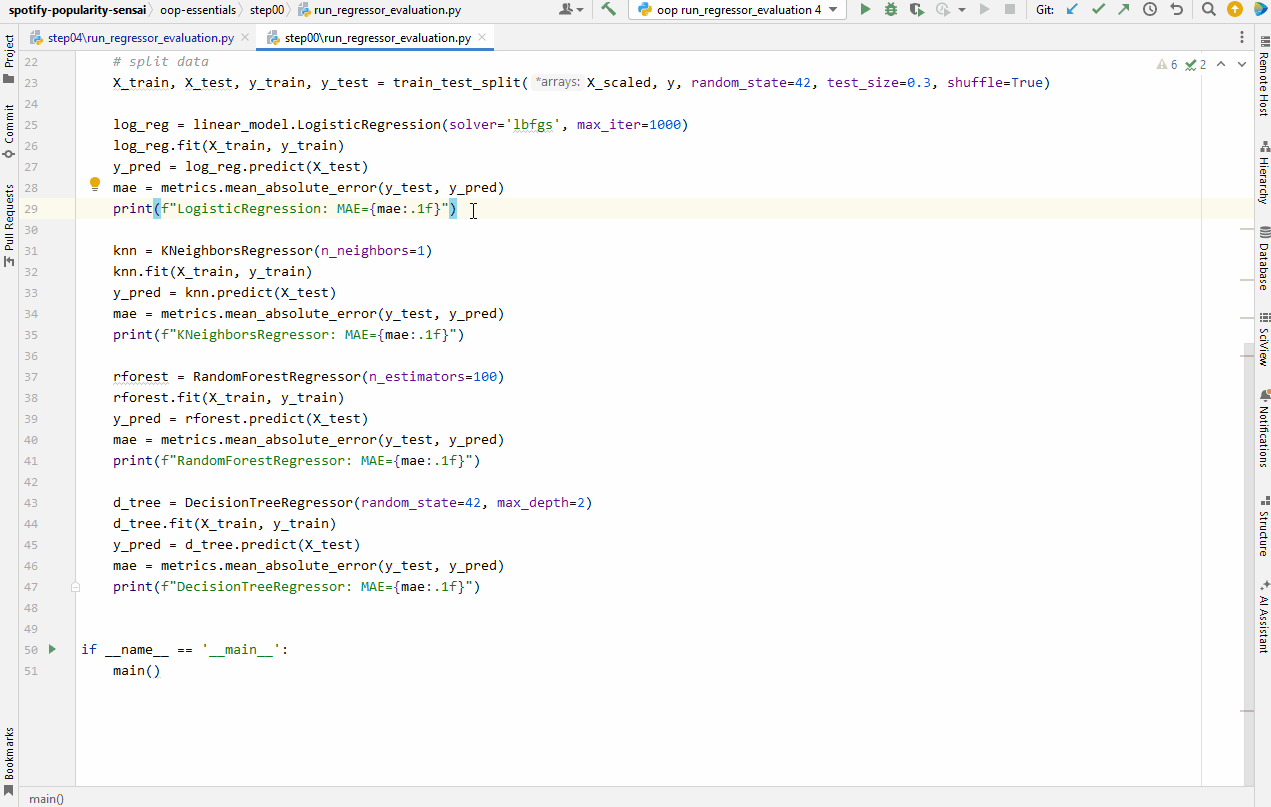 spotify-popularity-sensai oop-essentials step00 run_regressor_evaluation.py oop run_regressor_evaluation 4 Git:
step04\run_regressor_evaluation.py step00\run_regressor_evaluation.py
6 2
22 # split data
23 X_train, X_test, y_train, y_test = train_test_split( *arrays: X_scaled, y, random_state=42, test_size=0.3, shuffle=True)
24
25 log_reg = linear_model.LogisticRegression(solver='lbfgs', max_iter=1000)
26 log_reg.fit(X_train, y_train)
27 y_pred = log_reg.predict(X_test)
28 mae = metrics.mean_absolute_error(y_test, y_pred)
29 print(f"LogisticRegression: MAE={mae:.1f}")
30
31 knn = KNeighborsRegressor(n_neighbors=1)
32 knn.fit(X_train, y_train)
33 y_pred = knn.predict(X_test)
34 mae = metrics.mean_absolute_error(y_test, y_pred)
35 print(f"KNeighborsRegressor: MAE={mae:.1f}")
36
37 rforest = RandomForestRegressor(n_estimators=100)
38 rforest.fit(X_train, y_train)
39 y_pred = rforest.predict(X_test)
40 mae = metrics.mean_absolute_error(y_test, y_pred)
41 print(f"RandomForestRegressor: MAE={mae:.1f}")
42
43 d_tree = DecisionTreeRegressor(random_state=42, max_depth=2)
44 d_tree.fit(X_train, y_train)
45 y_pred = d_tree.predict(X_test)
46 mae = metrics.mean_absolute_error(y_test, y_pred)
47 print(f"DecisionTreeRegressor: MAE={mae:.1f}")
48
49
50 if __name__ == '__main__':
51 main()
main()
Project
Commit
Pull Requests
Bookmarks
Remote Host
Hierarchy
Database
SciView
Notifications
Structure
AI Assistant